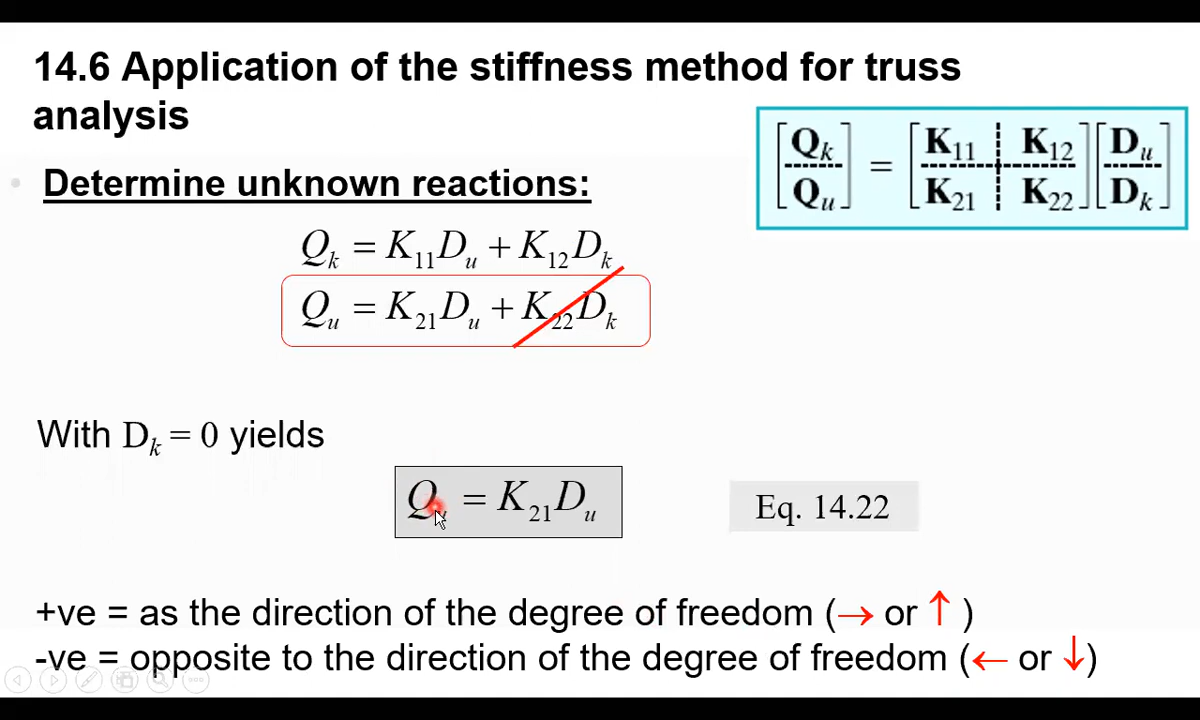 14.6 Application of the stiffness method for truss
analysis
[Q_k / Q_u] = [K_11 K_12 / K_21 K_22] [D_u / D_k]
• Determine unknown reactions:
Q_k = K_11 D_u + K_12 D_k
Q_u = K_21 D_u + K_22 D_k
With D_k = 0 yields
Q_u = K_21 D_u
Eq. 14.22
+ve = as the direction of the degree of freedom (→ or ↑ )
-ve = opposite to the direction of the degree of freedom (← or ↓)